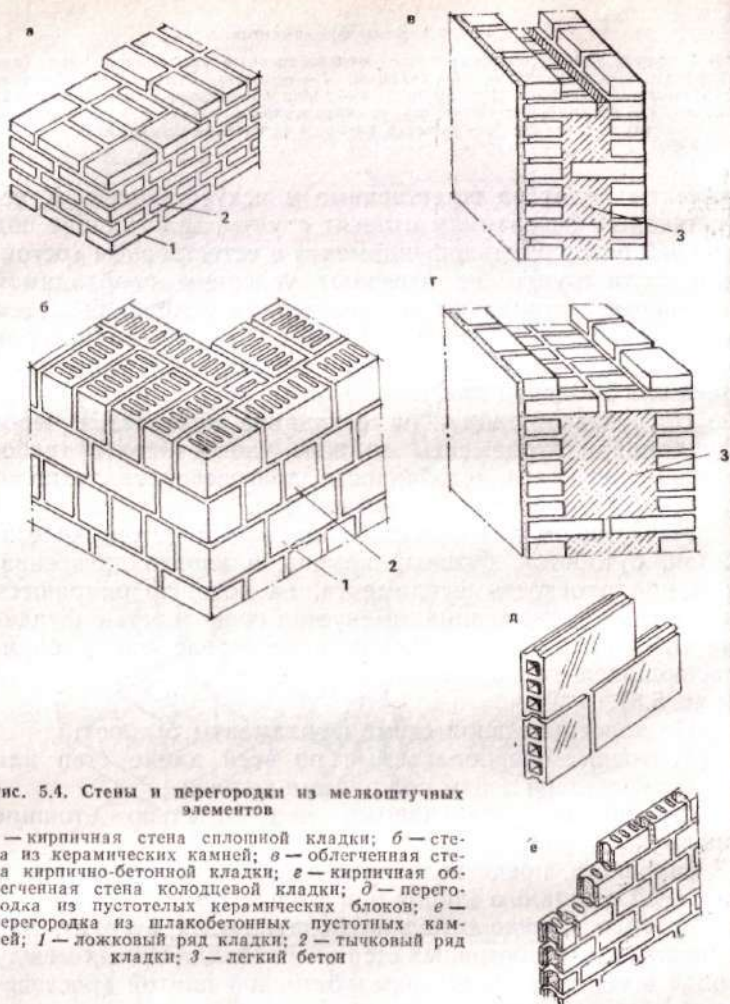 а
в
2
1
3
б
г
3
2
1
д
ис. 5.4. Стены и перегородки из мелкоштучных
элементов
— кирпичная стена сплошной кладки; б — сте-
а из керамических камней; в — облегченная сте-
а кирпично-бетонной кладки; г — кирпичная об-
егченная стена колодцевой кладки; д — перего-
одка из пустотелых керамических блоков; е —
ерегородка из шлакобетонных пустотных кам-
ей; 1 — ложковый ряд кладки; 2 — тычковый ряд
кладки; 3 — легкий бетон
е